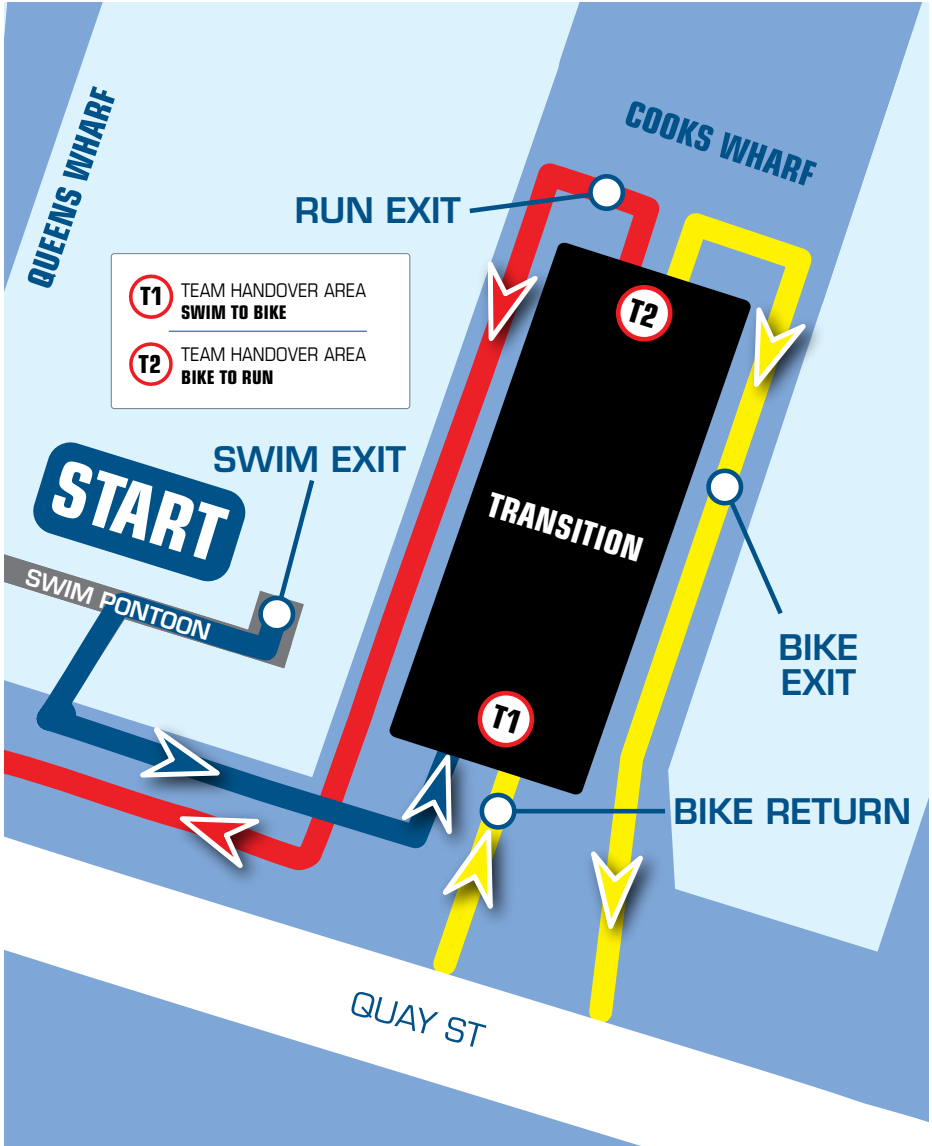 QUEENS WHARF
COOKS WHARF
RUN EXIT
T1 TEAM HANDOVER AREA
SWIM TO BIKE
T2 TEAM HANDOVER AREA
BIKE TO RUN
T2
SWIM EXIT
START
TRANSITION
SWIM PONTOON
BIKE
EXIT
T1
BIKE RETURN
QUAY ST